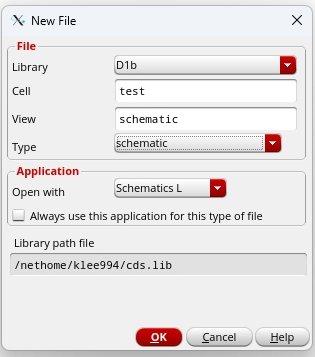 New File
File
Library D1b
Cell test
View schematic
Type schematic
Application
Open with Schematics L
Always use this application for this type of file
Library path file
/nethome/klee994/cds.lib
OK Cancel Help